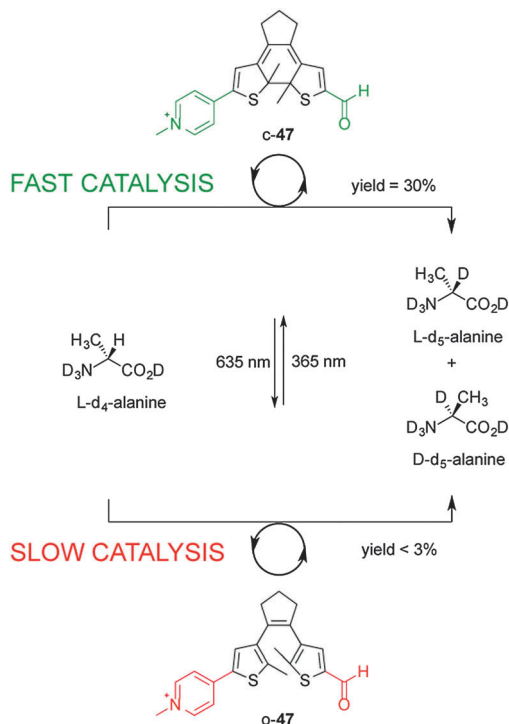 S
S
H
O
N
+
c-47
FAST CATALYSIS
yield = 30%
H₃C
D
D₃N
CO₂D
L-d₅-alanine
+
H₃C
H
D₃N
CO₂D
L-d₄-alanine
635 nm
365 nm
D
CH₃
D₃N
CO₂D
D-d₅-alanine
SLOW CATALYSIS
yield < 3%
S
S
H
O
N
+
o-47